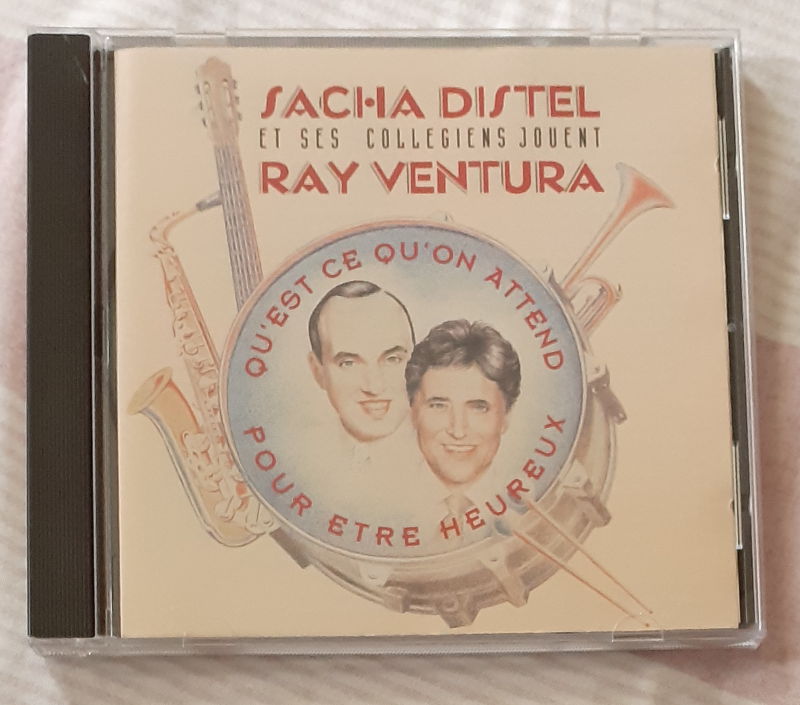 SACHA DISTEL
ET SES COLLEGIENS JOUENT
RAY VENTURA
QU'EST CE QU'ON ATTEND
POUR ETRE HEUREUX